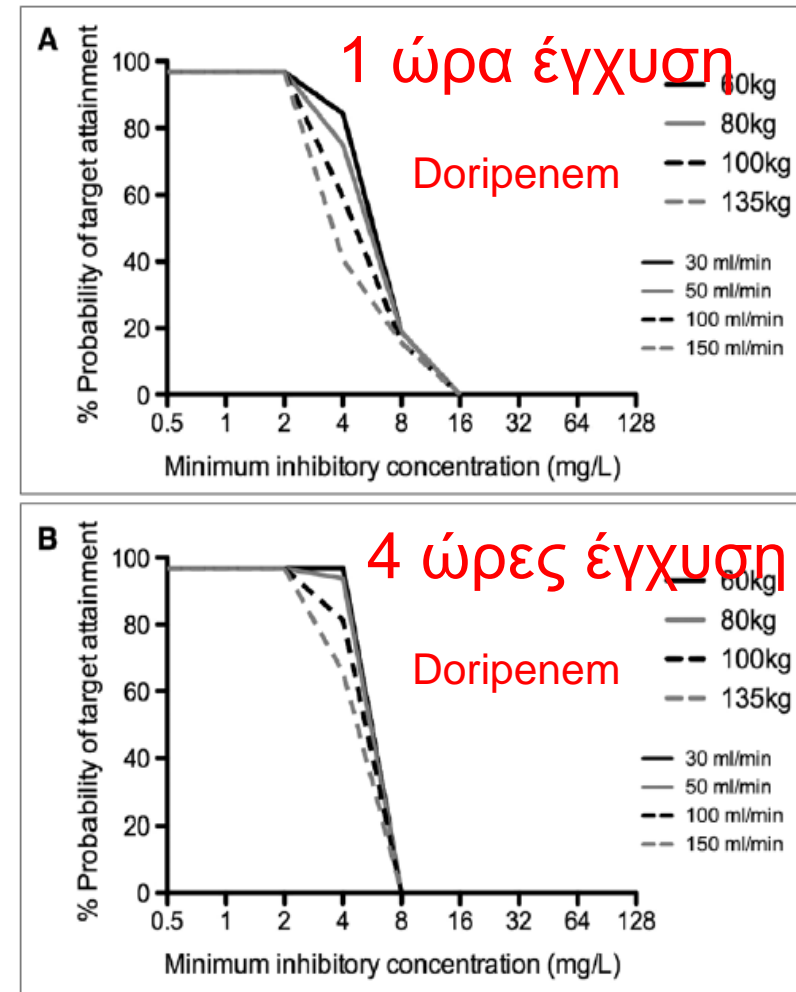 A
1 ώρα έγχυση
Doripenem
% Probability of target attainment
100
80
60
40
20
0
0.5 1 2 4 8 16 32 64 128
Minimum inhibitory concentration (mg/L)
60kg
80kg
100kg
135kg
30 ml/min
50 ml/min
100 ml/min
150 ml/min
B
4 ώρες έγχυση
Doripenem
% Probability of target attainment
100
80
60
40
20
0
0.5 1 2 4 8 16 32 64 128
Minimum inhibitory concentration (mg/L)
60kg
80kg
100kg
135kg
30 ml/min
50 ml/min
100 ml/min
150 ml/min